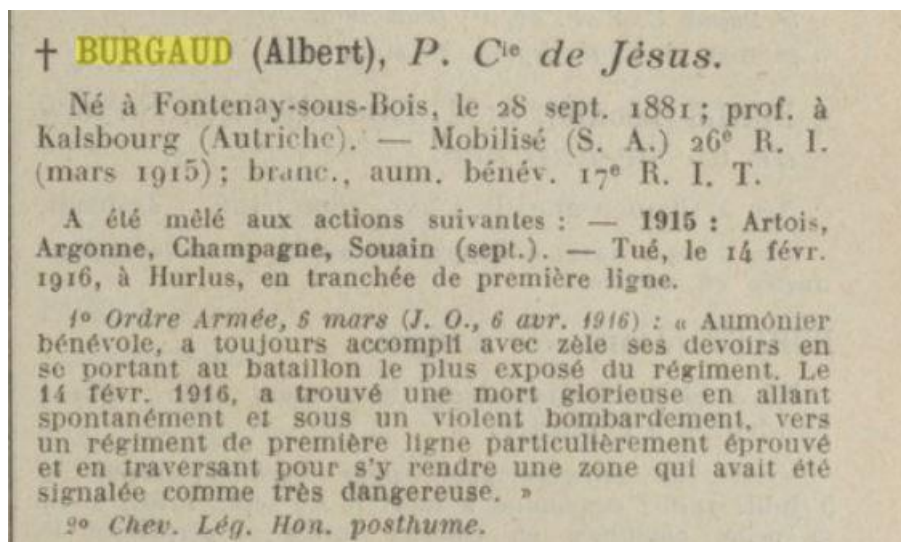 † BURGAUD (Albert), P. Cie de Jésus.
Né à Fontenay-sous-Bois, le 28 sept. 1881; prof. à
Kalsbourg (Autriche). — Mobilisé (S. A.) 26e R. I.
(mars 1915); branc., aum. bénév. 17e R. I. T.
A été mêlé aux actions suivantes : — 1915 : Artois,
Argonne, Champagne, Souain (sept.). — Tué, le 14 févr.
1916, à Hurlus, en tranchée de première ligne.
1o Ordre Armée, 6 mars (J. O., 6 avr. 1916) : « Aumônier
bénévole, a toujours accompli avec zèle ses devoirs en
se portant au bataillon le plus exposé du régiment. Le
14 févr. 1916, a trouvé une mort glorieuse en allant
spontanément et sous un violent bombardement, vers
un régiment de première ligne particulièrement éprouvé
et en traversant pour s'y rendre une zone qui avait été
signalée comme très dangereuse. »
2o Chev. Lég. Hon. posthume.